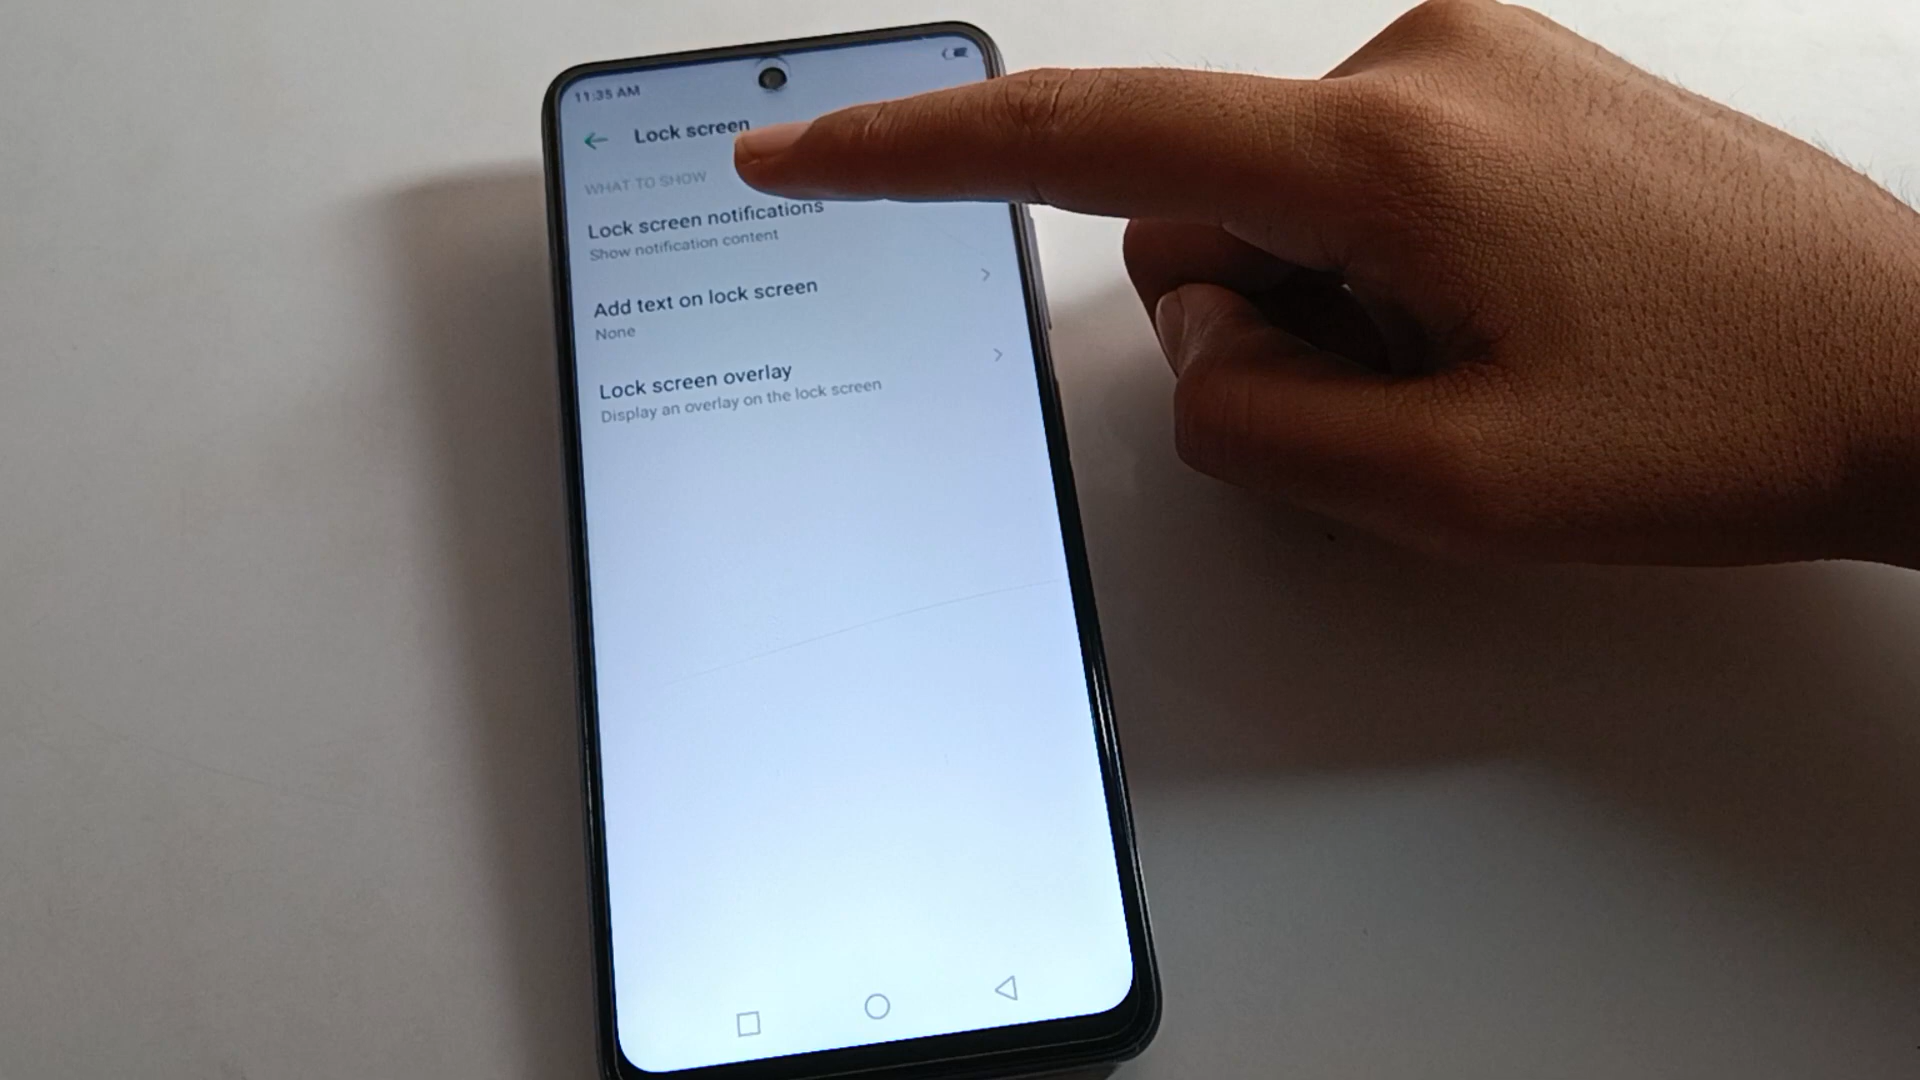 11:35 AM
Lock screen
WHAT TO SHOW
Lock screen notifications
Show notification content
Add text on lock screen
None
Lock screen overlay
Display an overlay on the lock screen